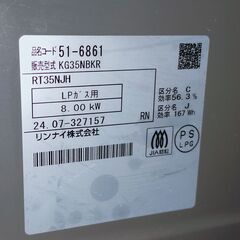 品名コード 51-6861
販売型式 KG35NBKR
RT35NJH
LPガス用
8.00 kW
区分名 C
効率56.3%
区分名 J
効率 167 Wh
24.07-327157
RN
リンナイ株式会社
JIA認証
PS
LPG